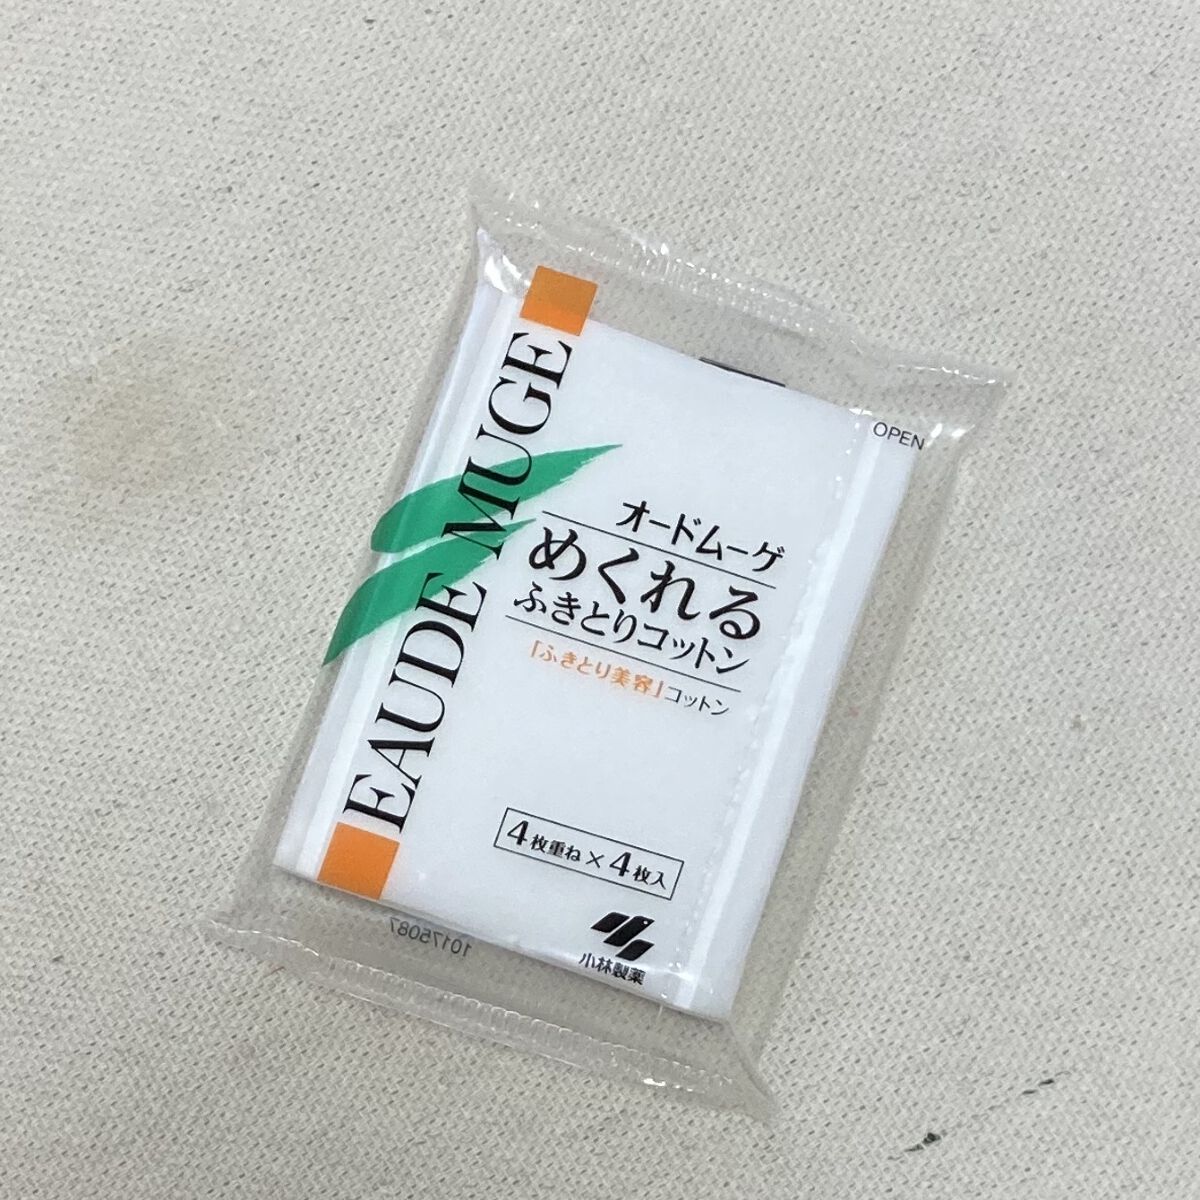 OPEN
EAUDE MUGE
オードムーゲ
めくれる
ふきとりコットン
「ふきとり美容」コットン
4枚重ね×4枚入
小林製薬
10175087